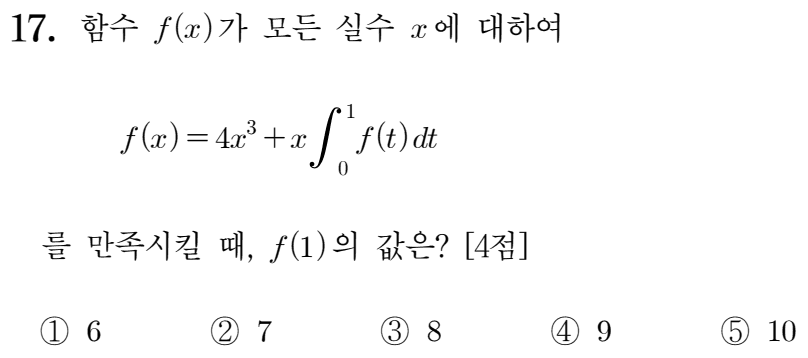 17. 함수 f(x)가 모든 실수 x에 대하여
f(x)=4x³+x∫₀¹f(t)dt
를 만족시킬 때, f(1)의 값은? [4점]
① 6 ② 7 ③ 8 ④ 9 ⑤ 10